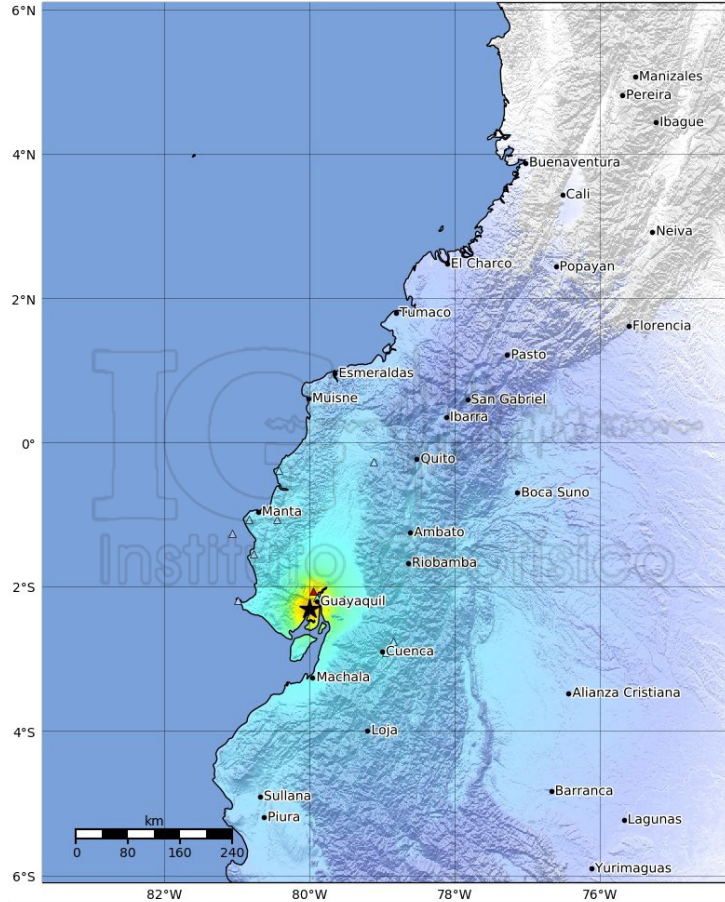 6°N
Manizales
Pereira
Ibague
4°N
Buenaventura
Cali
Neiva
El Charco
Popayan
2°N
Tumaco
Florencia
Pasto
Esmeraldas
Muisne
San Gabriel
Ibarra
IG
0°
Quito
Boca Suno
Manta
Ambato
Instituto Geofísico
Riobamba
2°S
Guayaquil
Cuenca
Machala
Alianza Cristiana
4°S
Loja
Sullana
Barranca
Piura
Lagunas
km
0 80 160 240
6°S
Yurimaguas
82°W 80°W 78°W 76°W